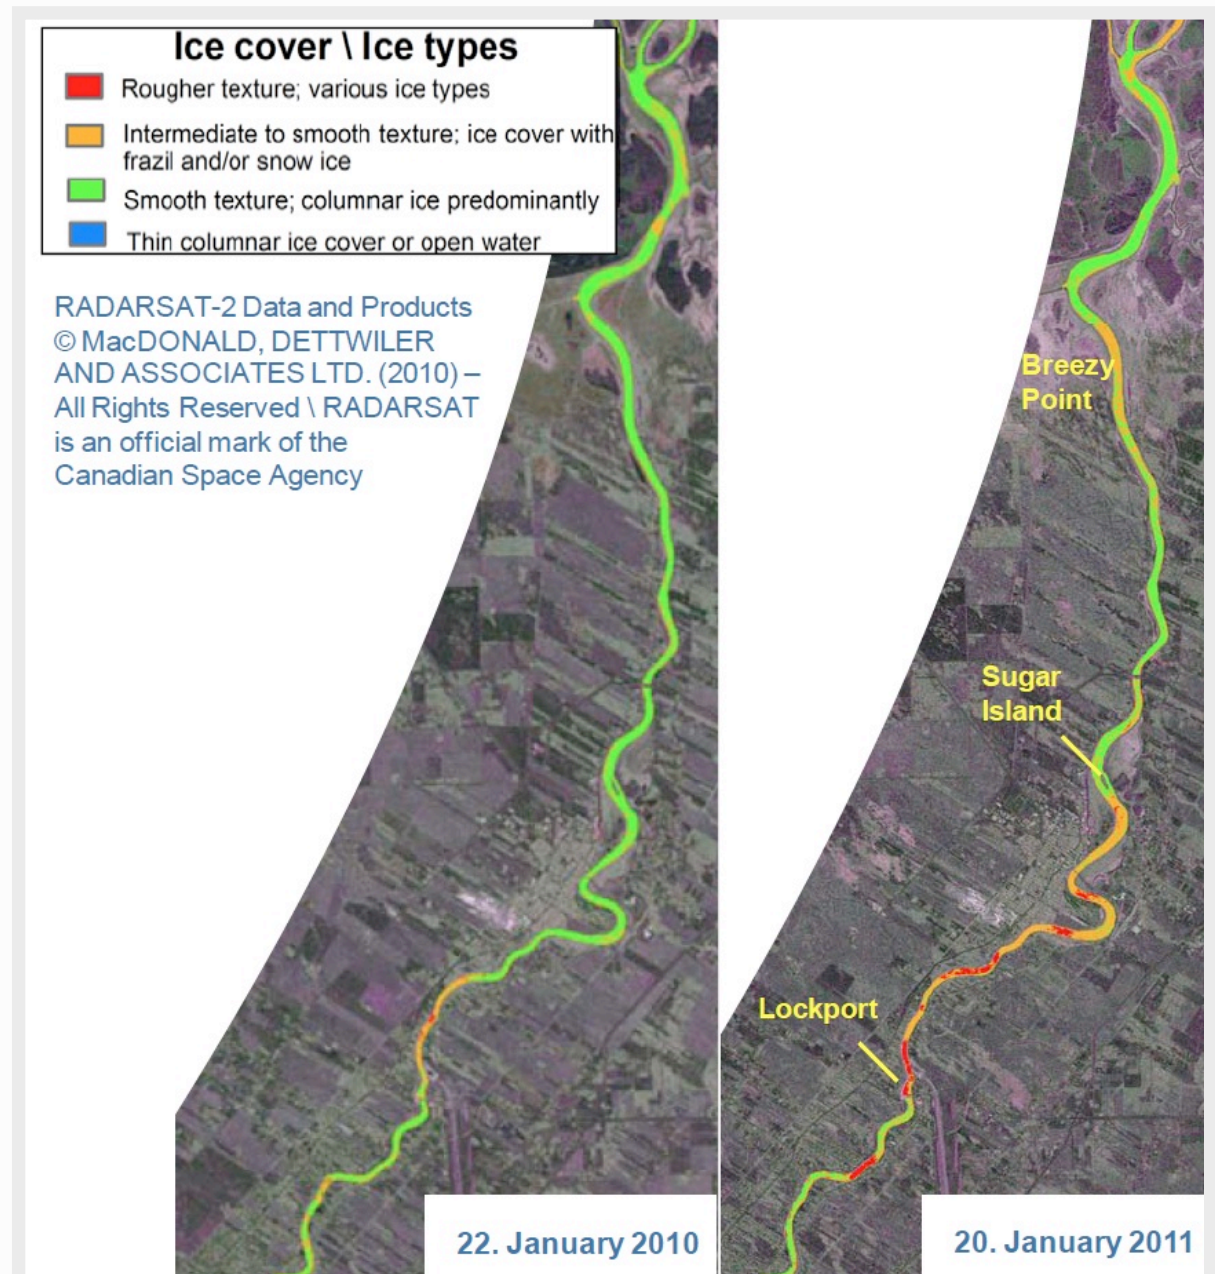 Ice cover \ Ice types
Rougher texture; various ice types
Intermediate to smooth texture; ice cover with
frazil and/or snow ice
Smooth texture; columnar ice predominantly
Thin columnar ice cover or open water
RADARSAT-2 Data and Products
© MacDONALD, DETTWILER
AND ASSOCIATES LTD. (2010) –
All Rights Reserved \ RADARSAT
is an official mark of the
Canadian Space Agency
Breezy
Point
Sugar
Island
Lockport
22. January 2010
20. January 2011